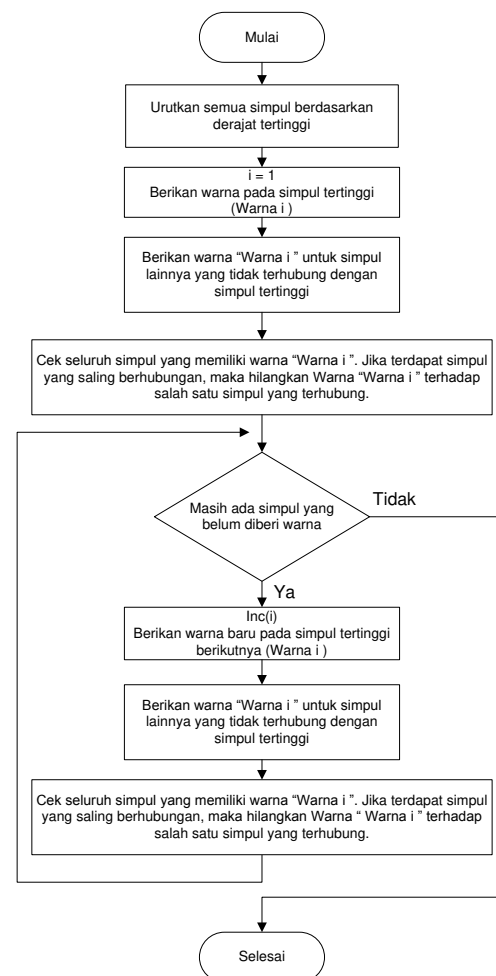 Mulai
Urutkan semua simpul berdasarkan
derajat tertinggi
i = 1
Berikan warna pada simpul tertinggi
(Warna i )
Berikan warna “Warna i ” untuk simpul
lainnya yang tidak terhubung dengan
simpul tertinggi
Cek seluruh simpul yang memiliki warna “Warna i ”. Jika terdapat simpul
yang saling berhubungan, maka hilangkan Warna “Warna i ” terhadap
salah satu simpul yang terhubung.
Masih ada simpul yang
belum diberi warna
Tidak
Ya
Inc(i)
Berikan warna baru pada simpul tertinggi
berikutnya (Warna i )
Berikan warna “Warna i ” untuk simpul
lainnya yang tidak terhubung dengan
simpul tertinggi
Cek seluruh simpul yang memiliki warna “Warna i ”. Jika terdapat simpul
yang saling berhubungan, maka hilangkan Warna “ Warna i ” terhadap
salah satu simpul yang terhubung.
Selesai